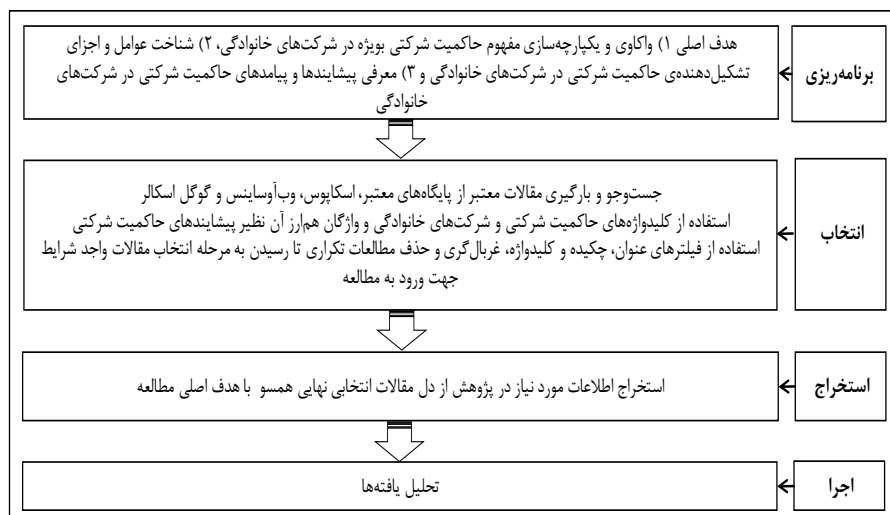 برنامه‌ریزی
هدف اصلی ۱) واکاوی و یکپارچه‌سازی مفهوم حاکمیت شرکتی بویژه در شرکت‌های خانوادگی، ۲) شناخت عوامل و اجزای
تشکیل‌دهنده‌ی حاکمیت شرکتی در شرکت‌های خانوادگی و ۳) معرفی پیشایندها و پیامدهای حاکمیت شرکتی در شرکت‌های
خانوادگی
انتخاب
جست‌وجو و بارگیری مقالات معتبر از پایگاه‌های معتبر، اسکاپوس، وب‌آوساینس و گوگل اسکالر
استفاده از کلیدواژه‌های حاکمیت شرکتی و شرکت‌های خانوادگی و واژگان هم‌ارز آن نظیر پیشایندهای حاکمیت شرکتی
استفاده از فیلترهای عنوان، چکیده و کلیدواژه، غربال‌گری و حذف مطالعات تکراری تا رسیدن به مرحله انتخاب مقالات واجد شرایط
جهت ورود به مطالعه
استخراج
استخراج اطلاعات مورد نیاز در پژوهش از دل مقالات انتخابی نهایی همسو با هدف اصلی مطالعه
اجرا
تحلیل یافته‌ها